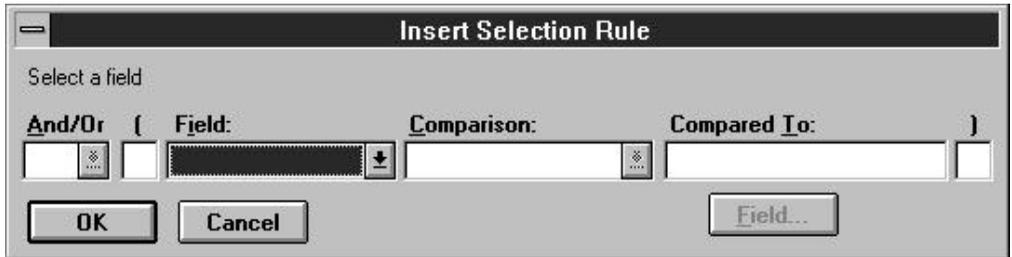 Insert Selection Rule
Select a field
And/Or ( Field: Comparison: Compared To: )
OK Cancel Field...